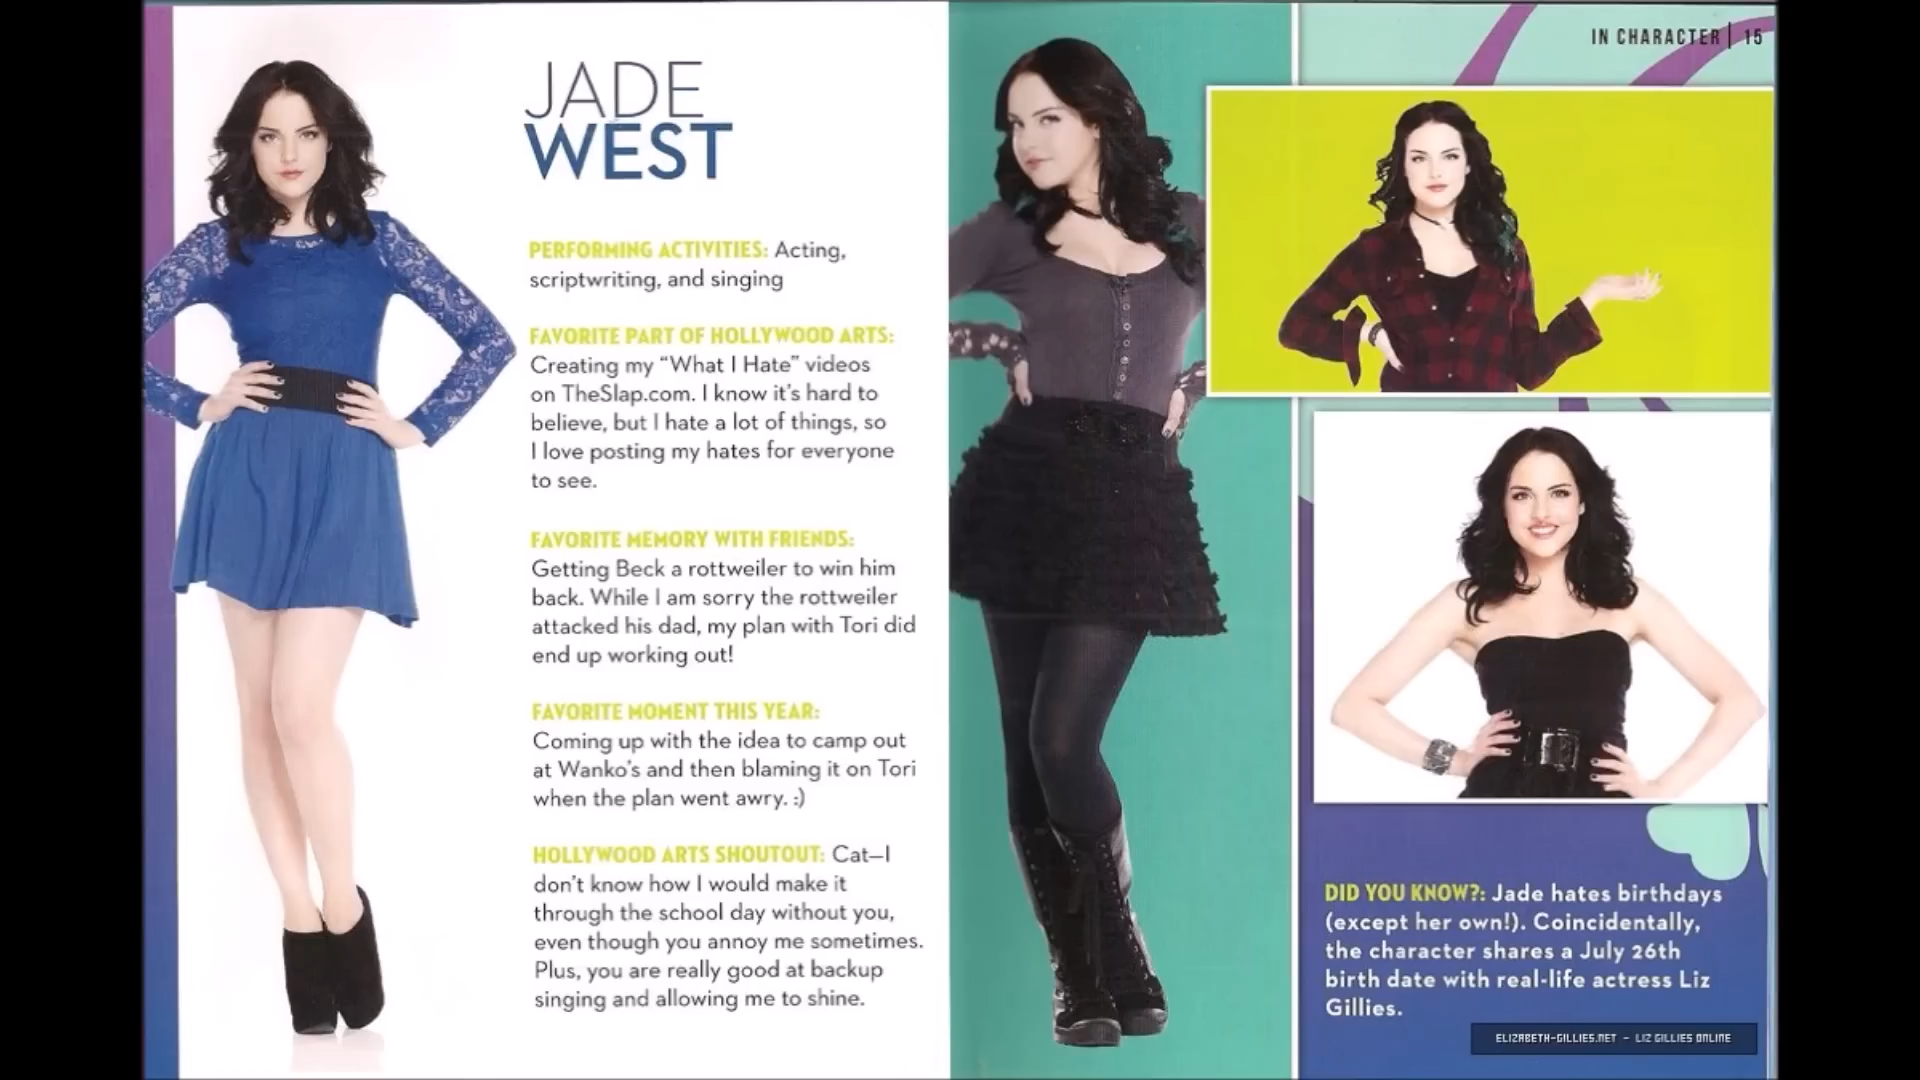 JADE
WEST
PERFORMING ACTIVITIES: Acting,
scriptwriting, and singing
FAVORITE PART OF HOLLYWOOD ARTS:
Creating my “What I Hate” videos
on TheSlap.com. I know it’s hard to
believe, but I hate a lot of things, so
I love posting my hates for everyone
to see.
FAVORITE MEMORY WITH FRIENDS:
Getting Beck a rottweiler to win him
back. While I am sorry the rottweiler
attacked his dad, my plan with Tori did
end up working out!
FAVORITE MOMENT THIS YEAR:
Coming up with the idea to camp out
at Wanko’s and then blaming it on Tori
when the plan went awry. :)
HOLLYWOOD ARTS SHOUTOUT: Cat—I
don’t know how I would make it
through the school day without you,
even though you annoy me sometimes.
Plus, you are really good at backup
singing and allowing me to shine.
IN CHARACTER | 15
DID YOU KNOW?: Jade hates birthdays
(except her own!). Coincidentally,
the character shares a July 26th
birth date with real-life actress Liz
Gillies.
ELIZABETH-GILLIES.NET - LIZ GILLIES ONLINE